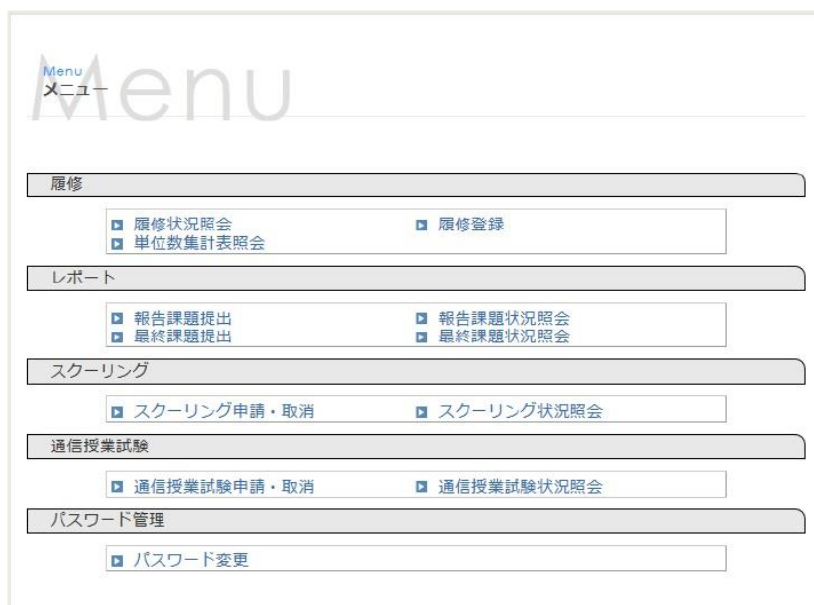 Menu
Menu
メニュー
履修
履修状況照会 履修登録
単位数集計表照会
レポート
報告課題提出 報告課題状況照会
最終課題提出 最終課題状況照会
スクーリング
スクーリング申請・取消 スクーリング状況照会
通信授業試験
通信授業試験申請・取消 通信授業試験状況照会
パスワード管理
パスワード変更